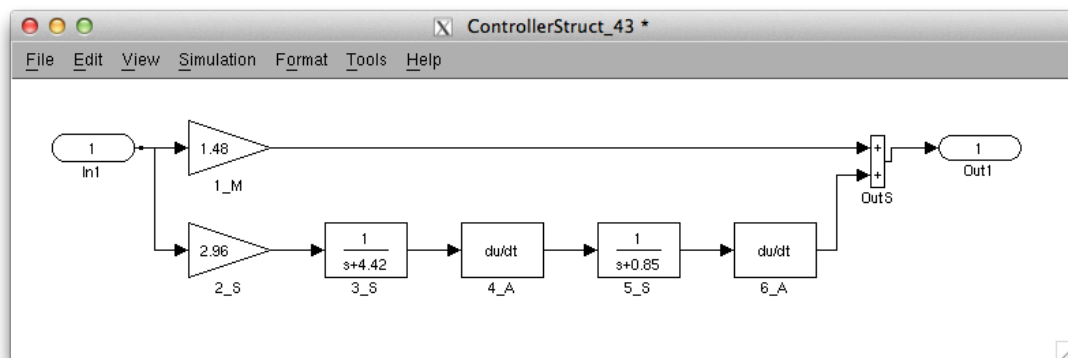 X ControllerStruct_43 *
File Edit View Simulation Format Tools Help
1
In1
1.48
1_M
+
+
OutS
1
Out1
2.96
2_S
1
s+4.42
3_S
du/dt
4_A
1
s+0.85
5_S
du/dt
6_A